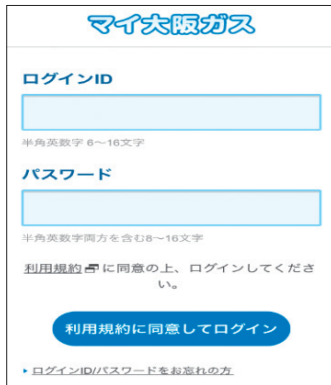 マイ大阪ガス
ログインID
半角英数字 6～16文字
パスワード
半角英数字両方を含む8～16文字
利用規約に同意の上、ログインしてくださ
い。
利用規約に同意してログイン
ログインID/パスワードをお忘れの方